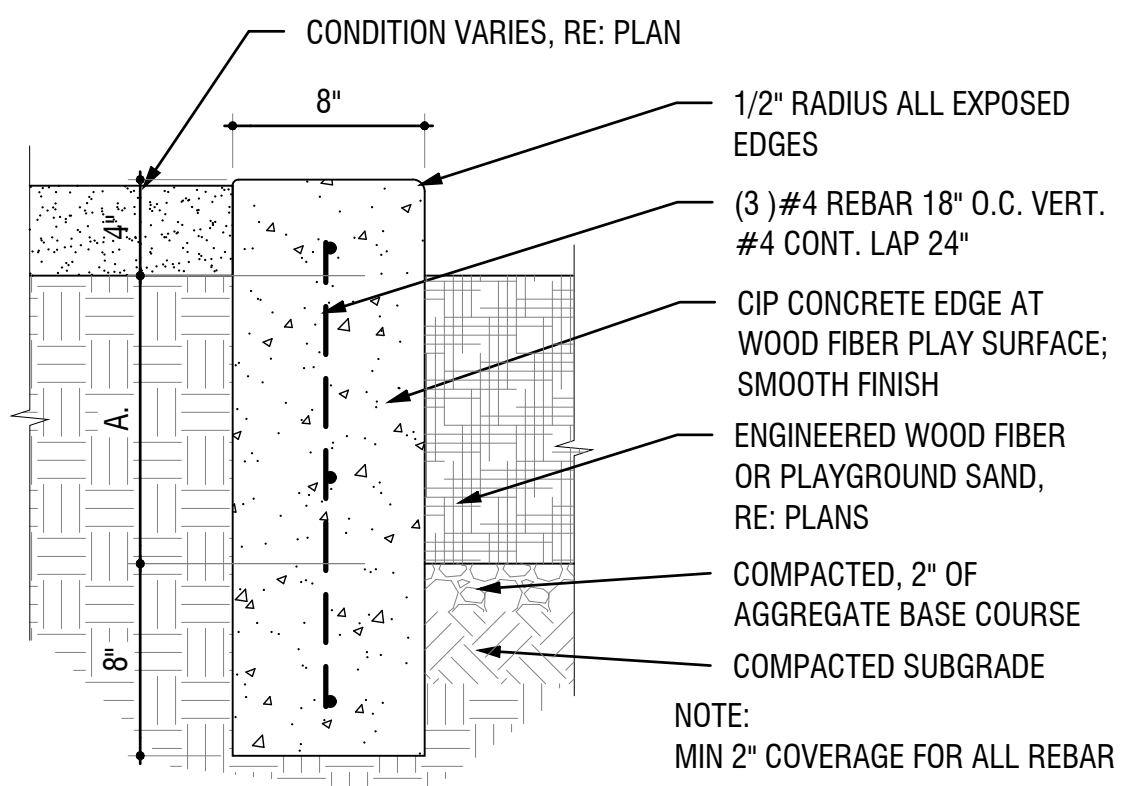 CONDITION VARIES, RE: PLAN
8"
1/2" RADIUS ALL EXPOSED
EDGES
4"
(3 )#4 REBAR 18" O.C. VERT.
#4 CONT. LAP 24"
CIP CONCRETE EDGE AT
WOOD FIBER PLAY SURFACE;
SMOOTH FINISH
A.
ENGINEERED WOOD FIBER
OR PLAYGROUND SAND,
RE: PLANS
COMPACTED, 2" OF
AGGREGATE BASE COURSE
8"
COMPACTED SUBGRADE
NOTE:
MIN 2" COVERAGE FOR ALL REBAR